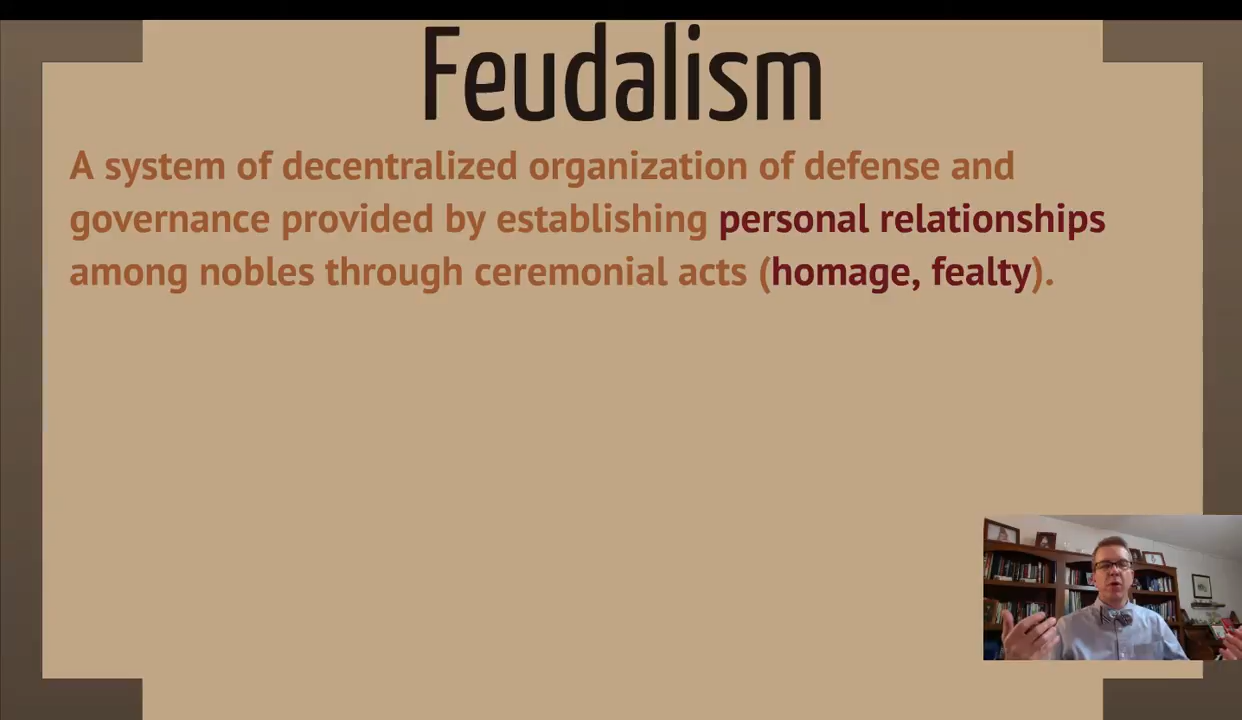 Feudalism
A system of decentralized organization of defense and
governance provided by establishing personal relationships
among nobles through ceremonial acts (homage, fealty).